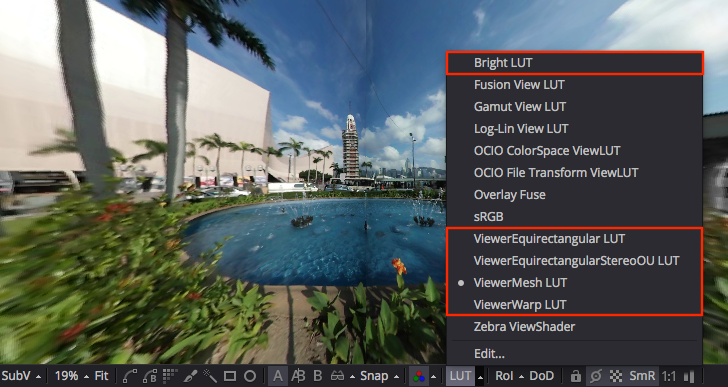 Bright LUT
Fusion View LUT
Gamut View LUT
Log-Lin View LUT
OCIO ColorSpace ViewLUT
OCIO File Transform ViewLUT
Overlay Fuse
sRGB
ViewerEquirectangular LUT
ViewerEquirectangularStereoOU LUT
ViewerMesh LUT
ViewerWarp LUT
Zebra ViewShader
Edit...
SubV 19% Fit A A/B B Snap LUT RoI DoD SmR 1:1